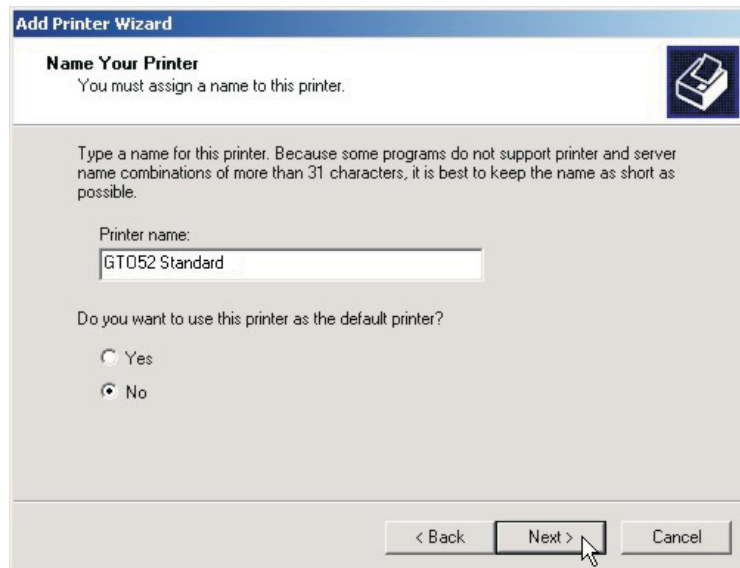 Add Printer Wizard
Name Your Printer
You must assign a name to this printer.
Type a name for this printer. Because some programs do not support printer and server
name combinations of more than 31 characters, it is best to keep the name as short as
possible.
Printer name:
GTO52 Standard
Do you want to use this printer as the default printer?
Yes
No
< Back
Next >
Cancel